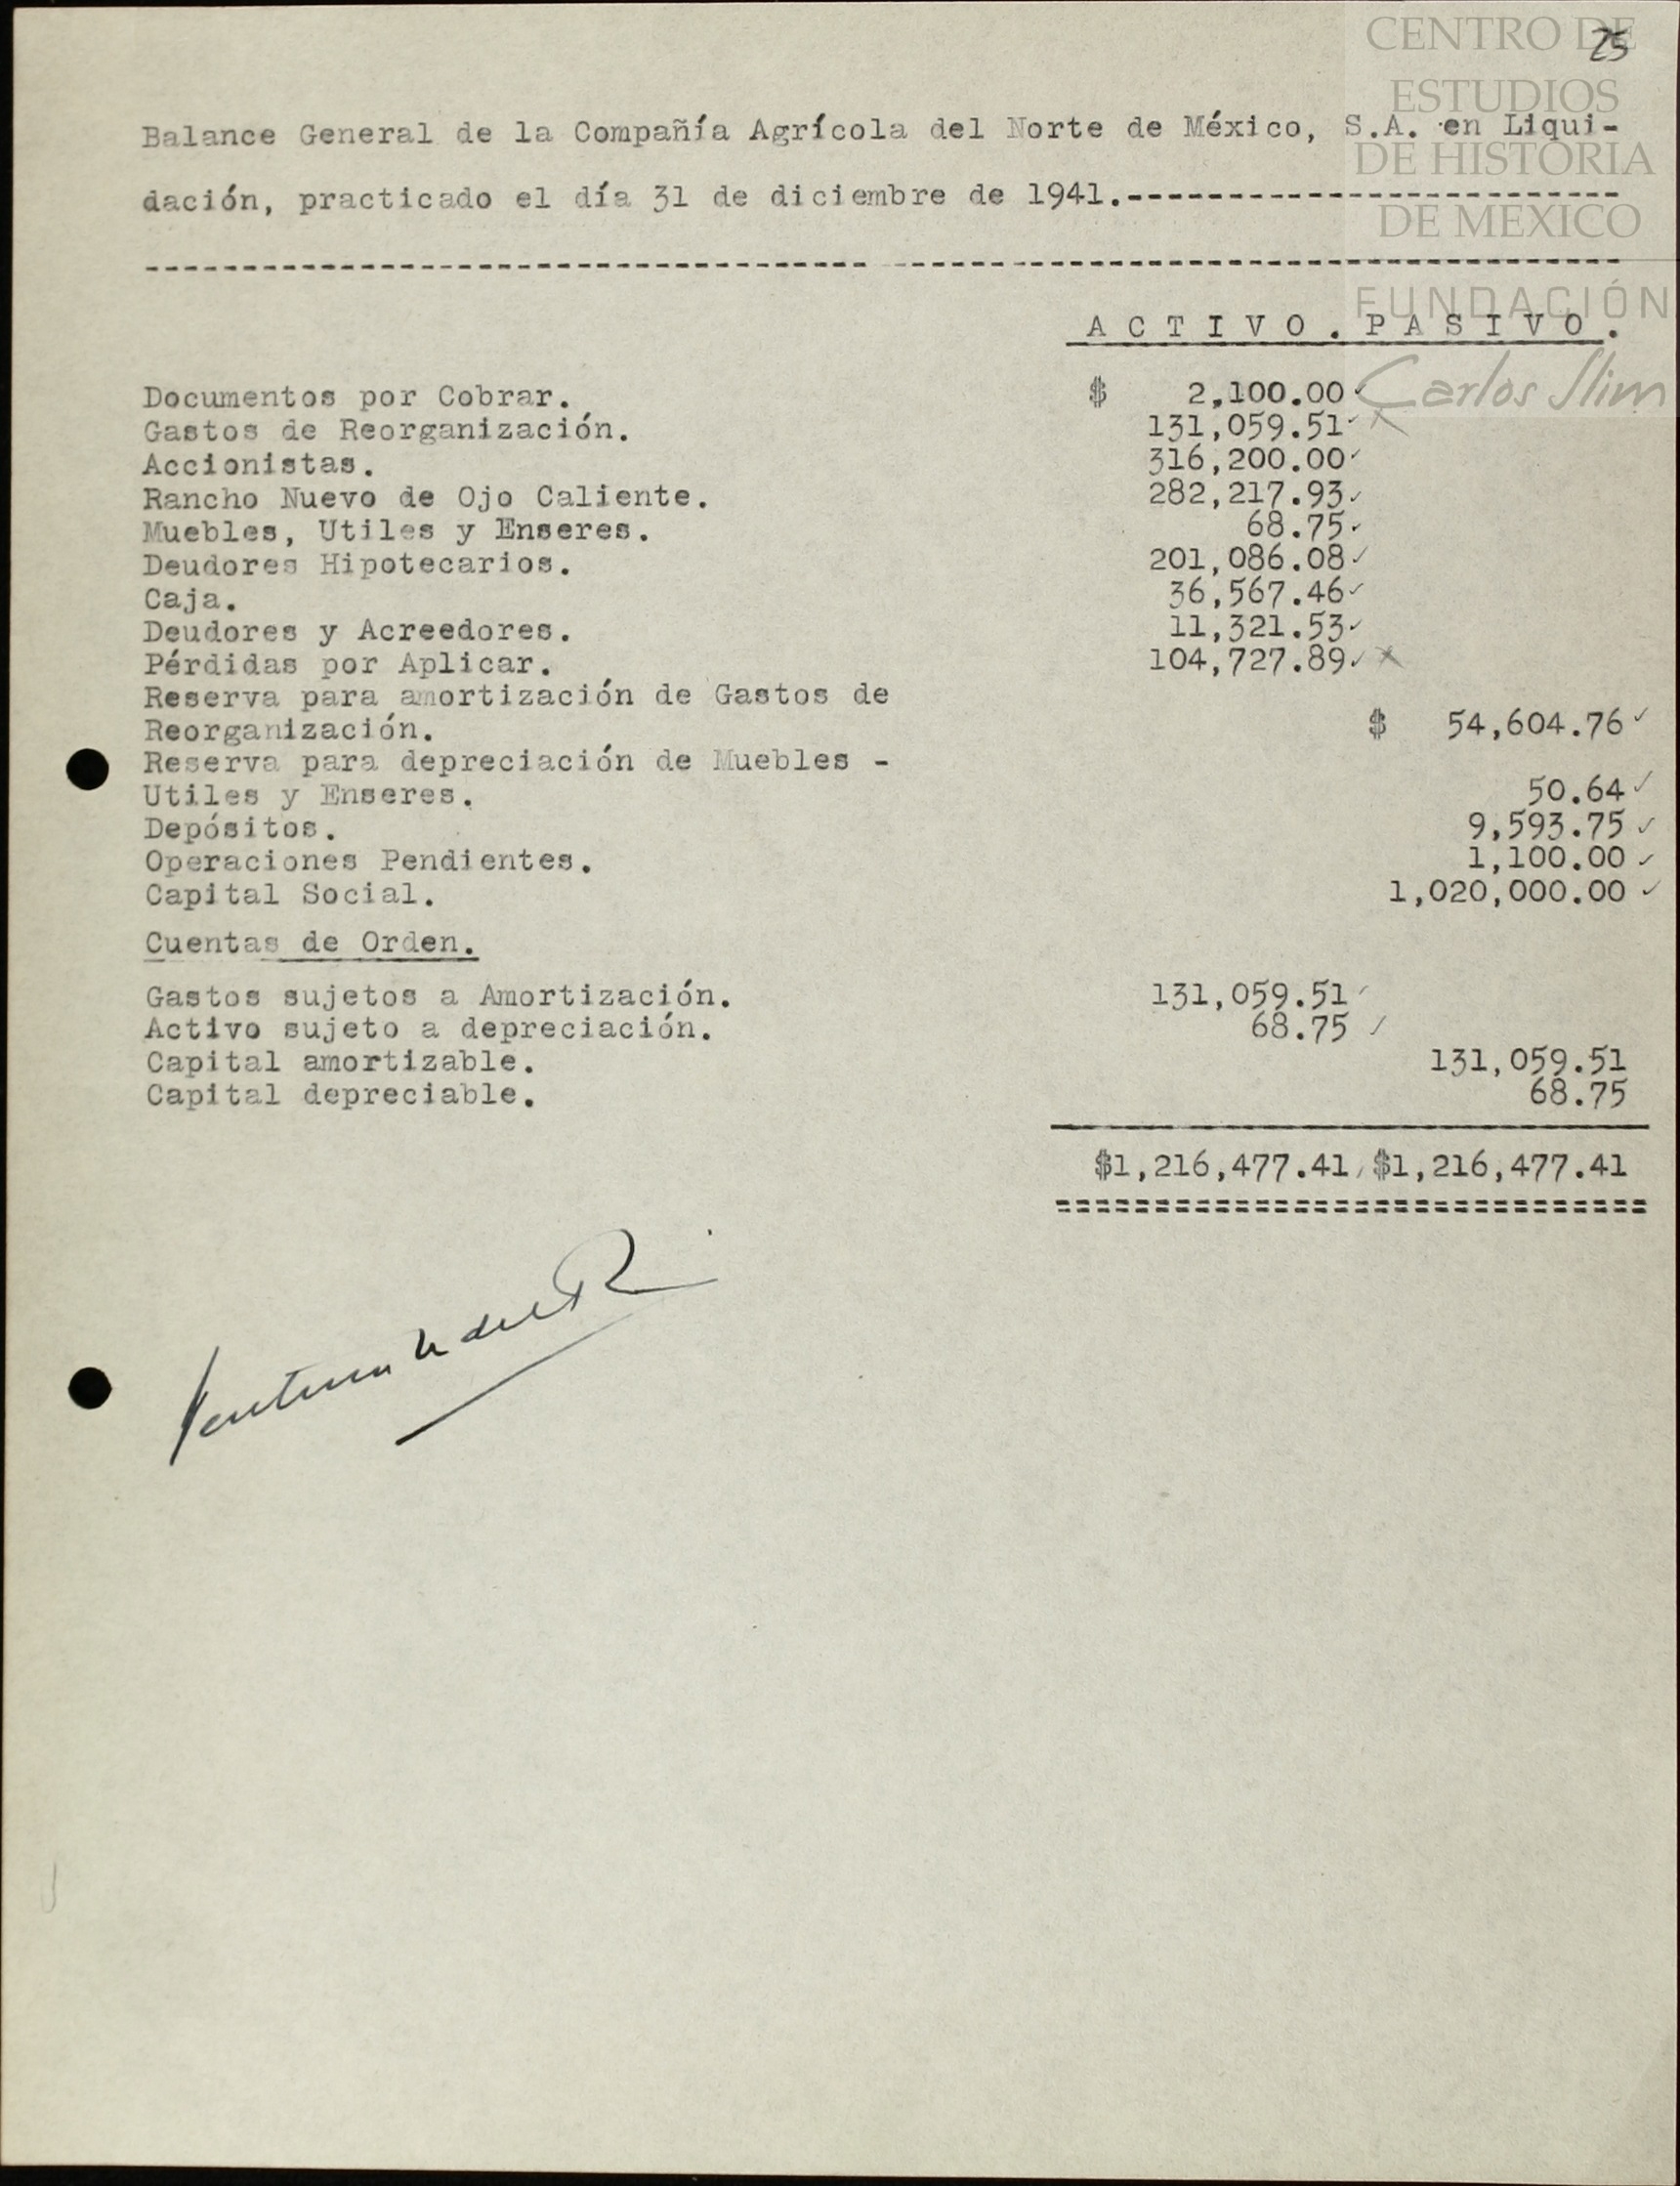 25
CENTRO DE
ESTUDIOS
DE HISTORIA
DE MEXICO
FUNDACIÓN
Carlos Slim
Balance General de la Compañía Agrícola del Norte de México, S.A. en Liqui-
dación, practicado el día 31 de diciembre de 1941.-------------------------
A C T I V O . P A S I V O .
Documentos por Cobrar. $ 2,100.00
Gastos de Reorganización. 131,059.51
Accionistas. 316,200.00
Rancho Nuevo de Ojo Caliente. 282,217.93
Muebles, Utiles y Enseres. 68.75
Deudores Hipotecarios. 201,086.08
Caja. 36,567.46
Deudores y Acreedores. 11,321.53
Pérdidas por Aplicar. 104,727.89
Reserva para amortización de Gastos de
Reorganización. $ 54,604.76
Reserva para depreciación de Muebles -
Utiles y Enseres. 50.64
Depósitos. 9,593.75
Operaciones Pendientes. 1,100.00
Capital Social. 1,020,000.00
Cuentas de Orden.
Gastos sujetos a Amortización. 131,059.51
Activo sujeto a depreciación. 68.75
Capital amortizable. 131,059.51
Capital depreciable. 68.75
$1,216,477.41 $1,216,477.41